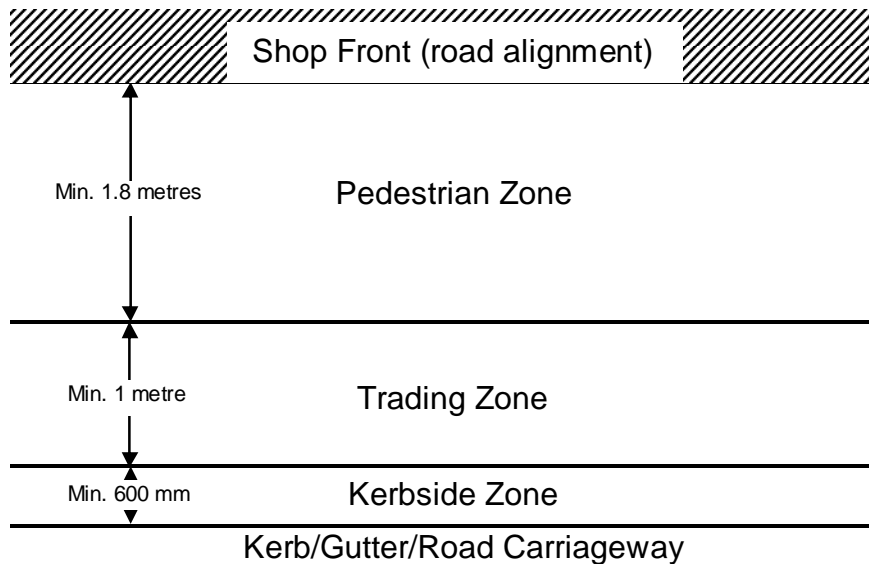 Shop Front (road alignment)
Min. 1.8 metres
Pedestrian Zone
Min. 1 metre
Trading Zone
Min. 600 mm
Kerbside Zone
Kerb/Gutter/Road Carriageway